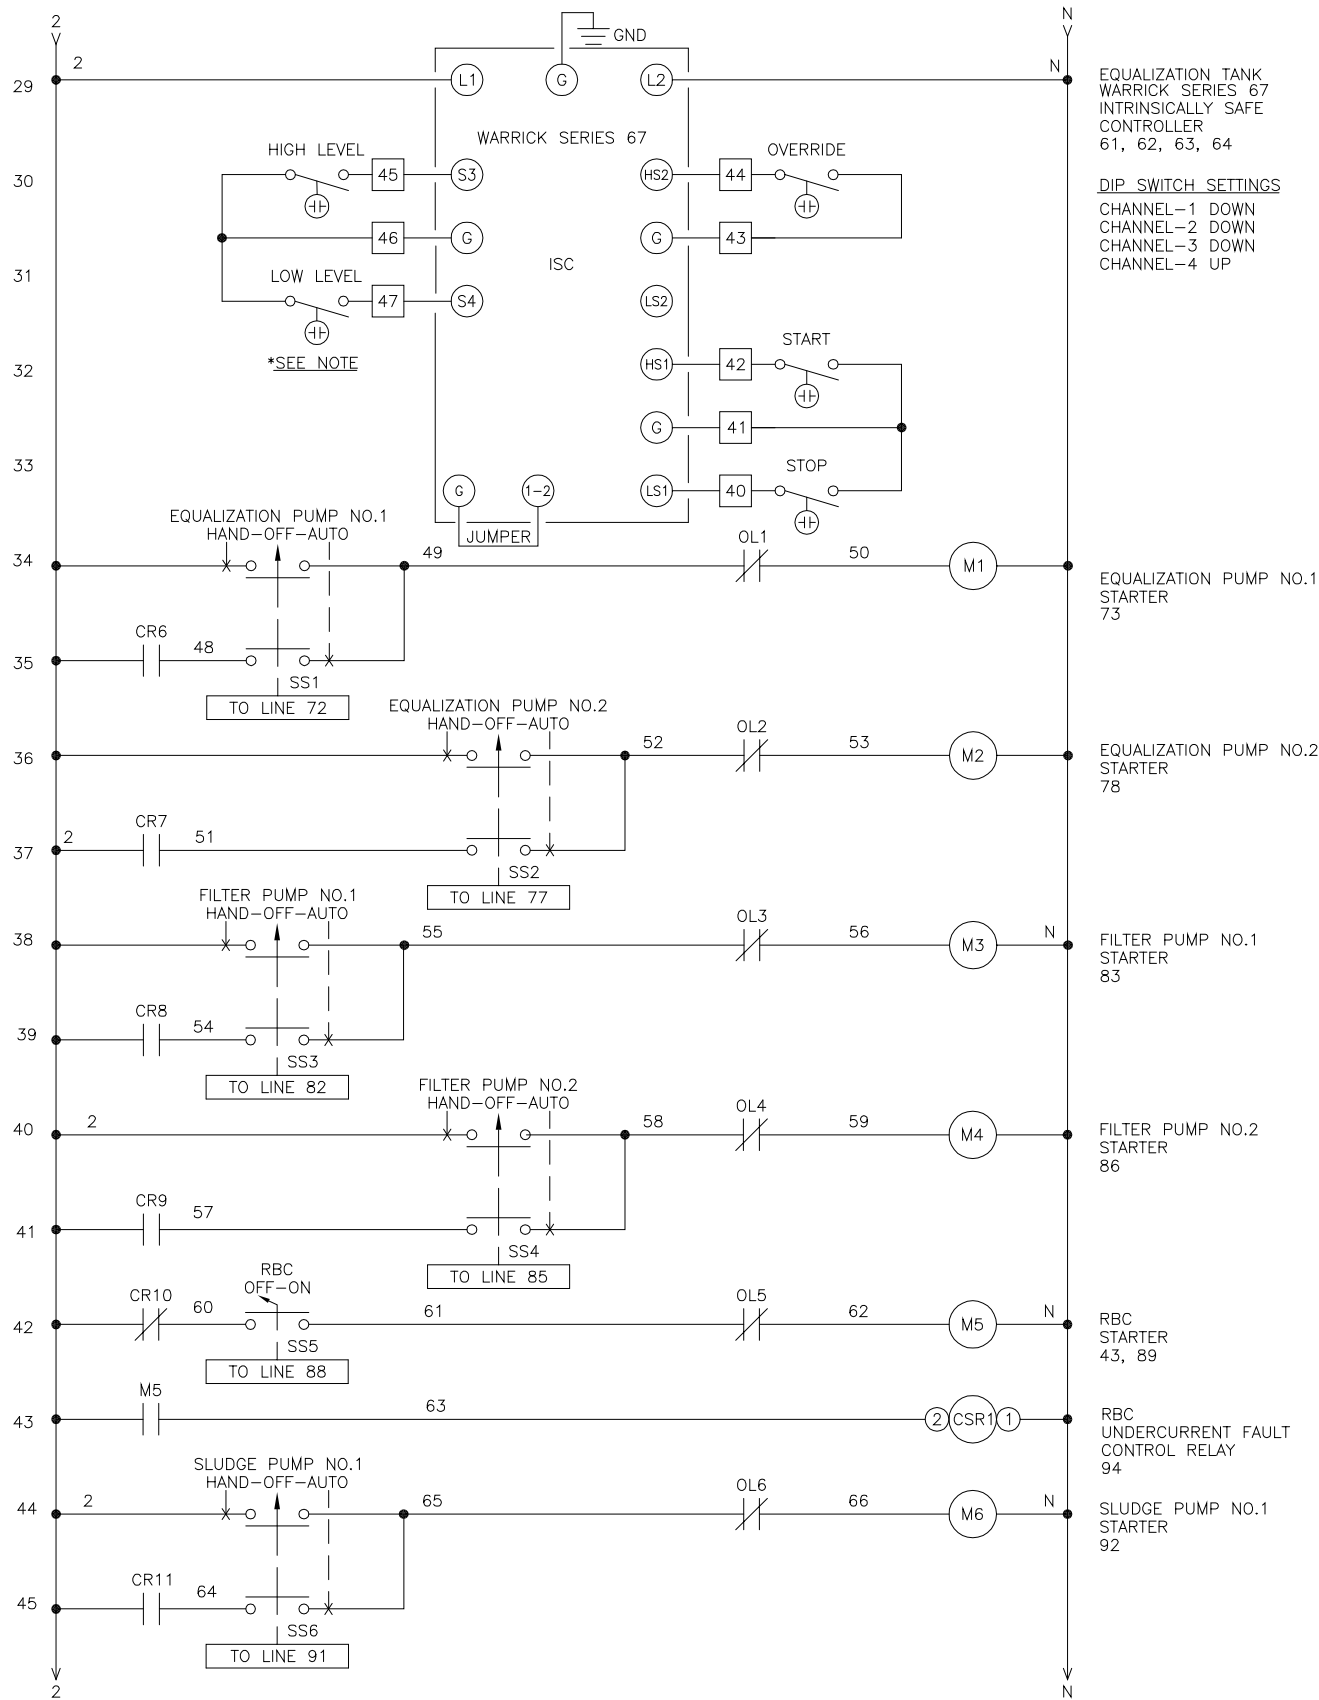 2
N
GND
2
L1
G
L2
N
29
EQUALIZATION TANK
WARRICK SERIES 67
INTRINSICALLY SAFE
CONTROLLER
61, 62, 63, 64
WARRICK SERIES 67
HIGH LEVEL
OVERRIDE
30
45
S3
HS2
44
DIP SWITCH SETTINGS
CHANNEL-1 DOWN
CHANNEL-2 DOWN
CHANNEL-3 DOWN
CHANNEL-4 UP
46
G
G
43
ISC
31
LOW LEVEL
47
S4
LS2
*SEE NOTE
START
32
HS1
42
G
41
33
STOP
G
1-2
LS1
40
JUMPER
EQUALIZATION PUMP NO.1
HAND-OFF-AUTO
34
49
OL1
50
M1
EQUALIZATION PUMP NO.1
STARTER
73
CR6
48
35
SS1
TO LINE 72
EQUALIZATION PUMP NO.2
HAND-OFF-AUTO
36
52
OL2
53
M2
EQUALIZATION PUMP NO.2
STARTER
78
CR7
2
51
37
SS2
TO LINE 77
FILTER PUMP NO.1
HAND-OFF-AUTO
38
55
OL3
56
M3
N
FILTER PUMP NO.1
STARTER
83
CR8
54
39
SS3
TO LINE 82
FILTER PUMP NO.2
HAND-OFF-AUTO
40
2
58
OL4
59
M4
FILTER PUMP NO.2
STARTER
86
CR9
57
41
SS4
TO LINE 85
RBC
OFF-ON
CR10
60
42
61
OL5
62
M5
N
RBC
STARTER
43, 89
SS5
TO LINE 88
M5
43
63
2
CSR1
1
RBC
UNDERCURRENT FAULT
CONTROL RELAY
94
SLUDGE PUMP NO.1
HAND-OFF-AUTO
44
2
65
OL6
66
M6
N
SLUDGE PUMP NO.1
STARTER
92
CR11
64
45
SS6
TO LINE 91
2
N